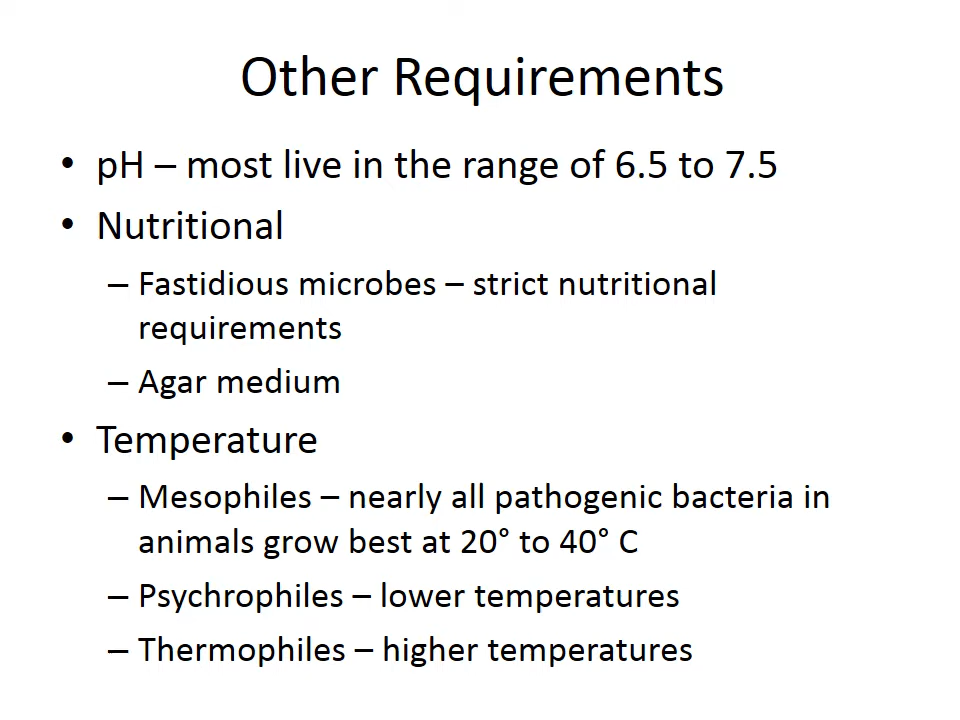 Other Requirements
• pH – most live in the range of 6.5 to 7.5
• Nutritional
– Fastidious microbes – strict nutritional
requirements
– Agar medium
• Temperature
– Mesophiles – nearly all pathogenic bacteria in
animals grow best at 20° to 40° C
– Psychrophiles – lower temperatures
– Thermophiles – higher temperatures